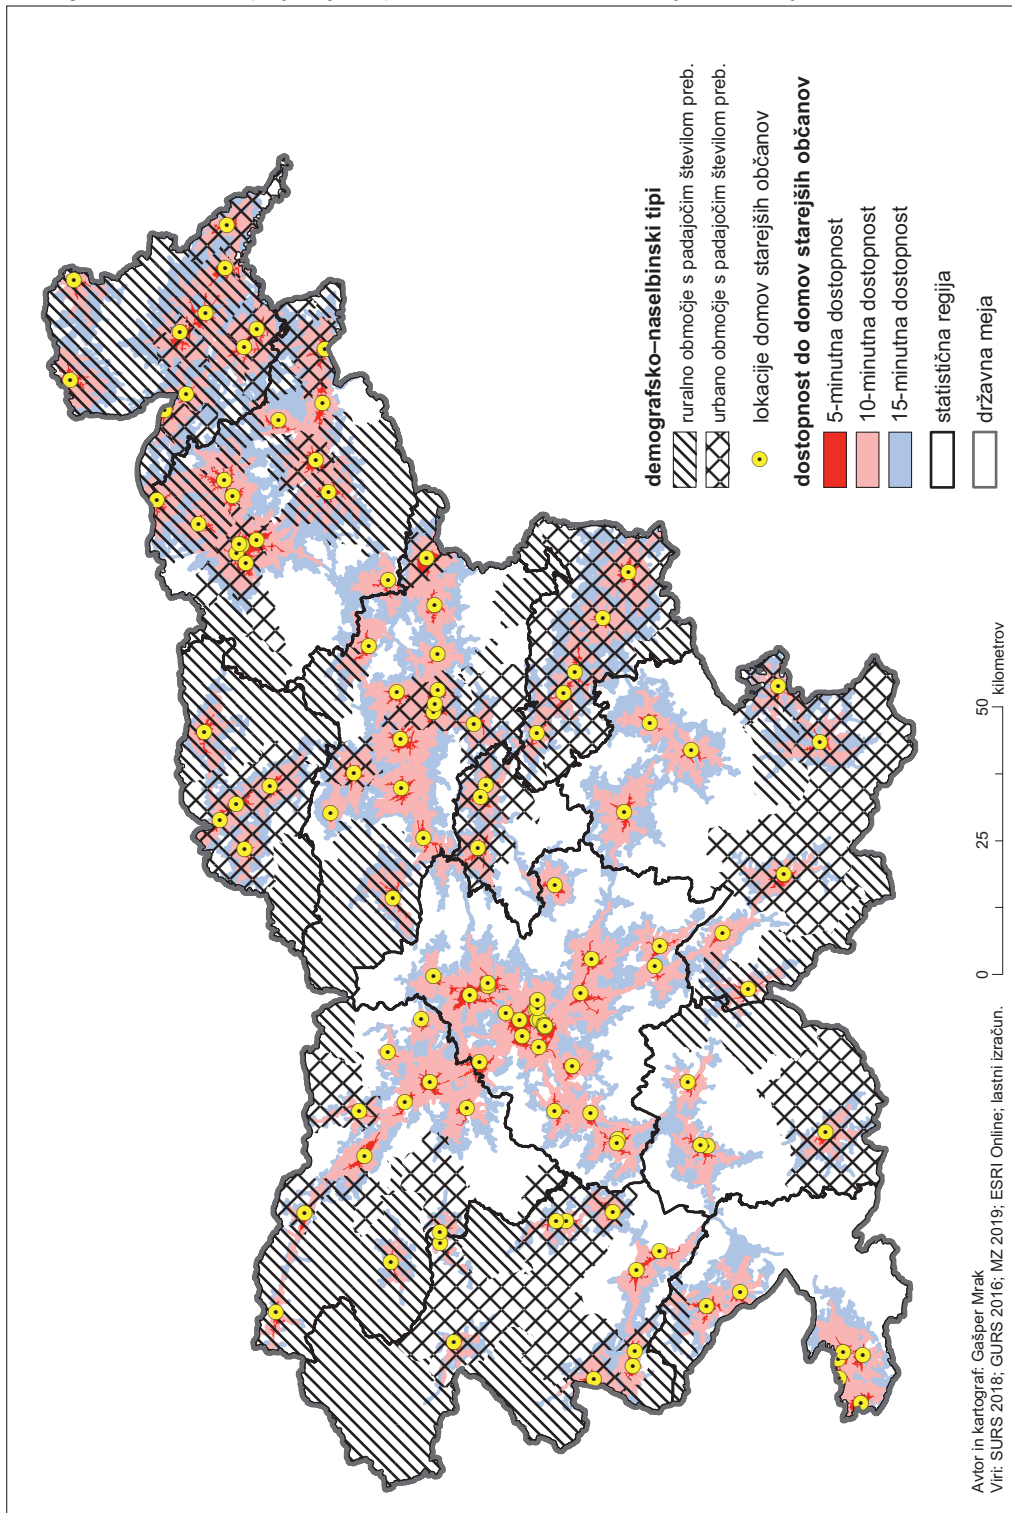 demografsko–naselbinski tipi
ruralno območje s padajočim številom preb.
urbano območje s padajočim številom preb.
lokacije domov starejših občanov
dostopnost do domov starejših občanov
5-minutna dostopnost
10-minutna dostopnost
15-minutna dostopnost
statistična regija
državna meja
0 25 50 kilometrov
Avtor in kartograf: Gašper Mrak
Viri: SURS 2018; GURS 2016; MZ 2019; ESRI Online; lastni izračun.